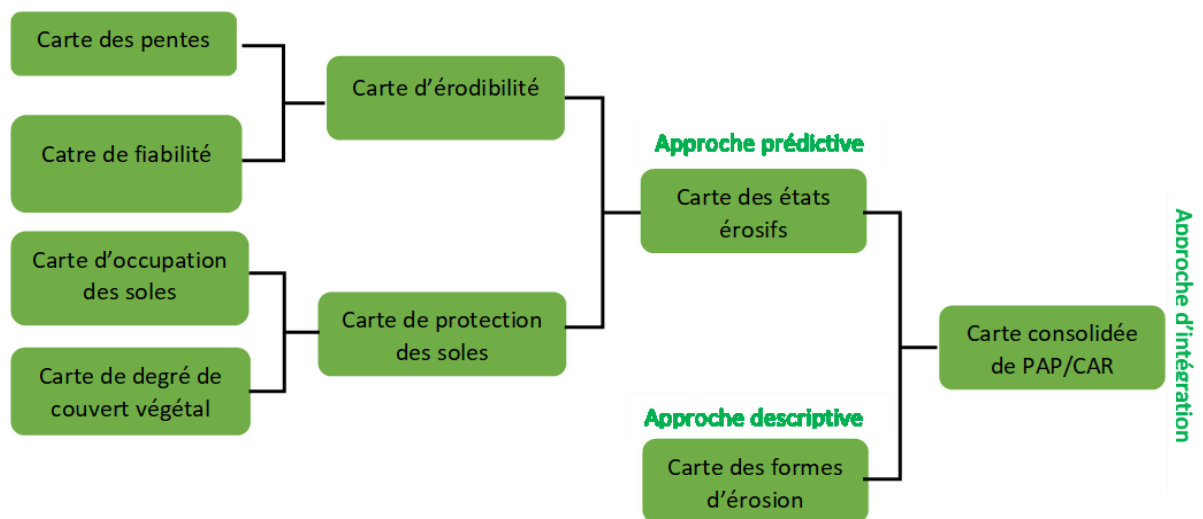 Carte des pentes
Catre de fiabilité
Carte d'occupation
des soles
Carte de degré de
couvert végétal
Carte d'érodibilité
Carte de protection
des soles
Approche prédictive
Carte des états
érosifs
Approche descriptive
Carte des formes
d'érosion
Carte consolidée
de PAP/CAR
Approche d'intégration